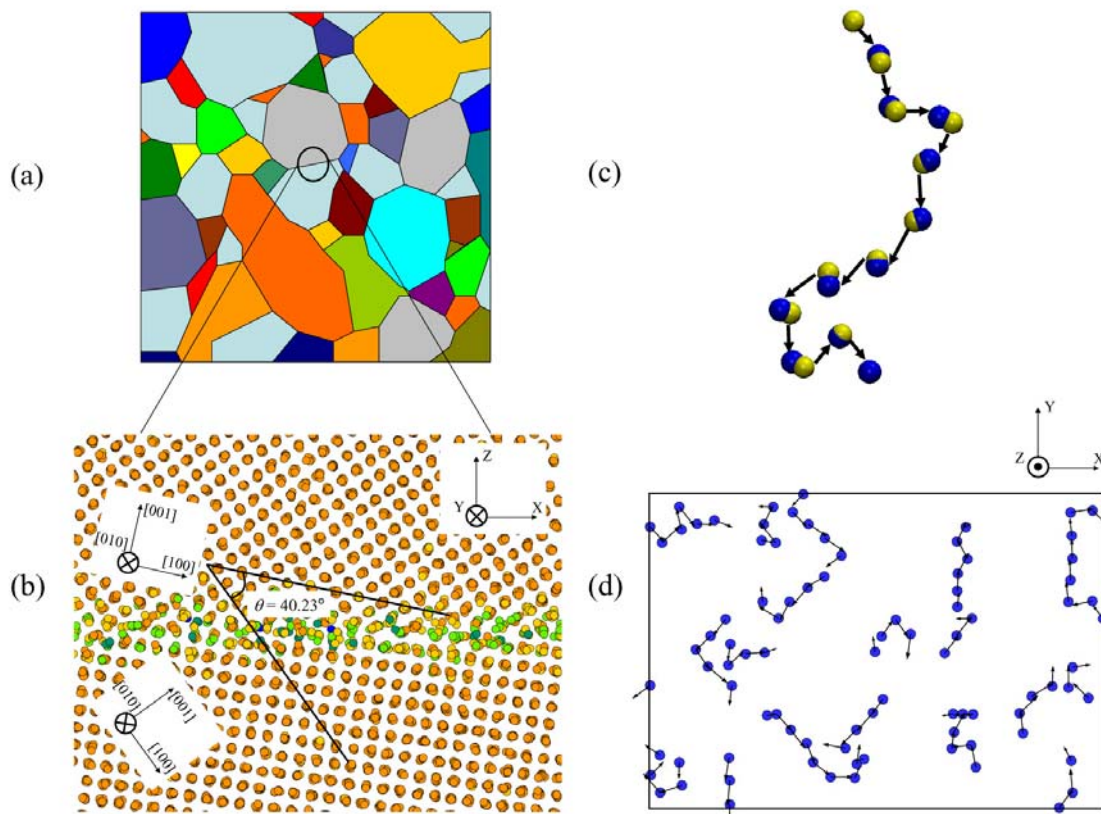 (a)
(b)
[001]
[010]
[100]
Z
Y
X
θ = 40.23°
[010]
[001]
[100]
(c)
Y
Z
X
(d)